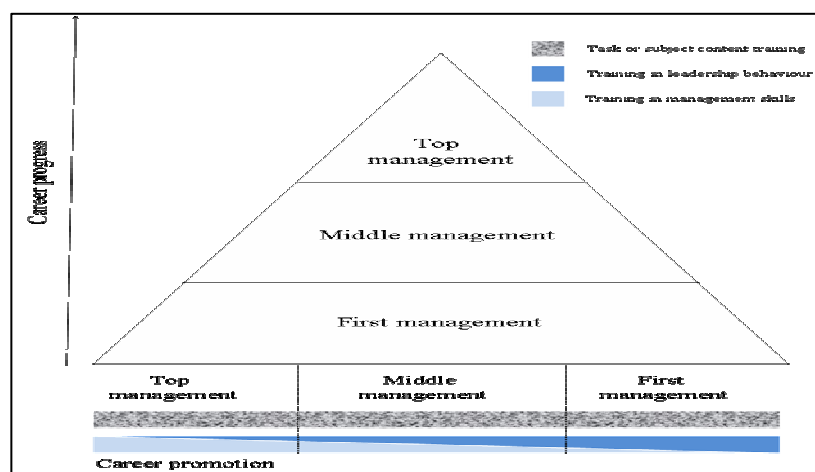 Task or subject content training
Training in leadership behaviour
Training in management skills
Career progress
Top
management
Middle management
First management
Top
management
Middle
management
First
management
Career promotion